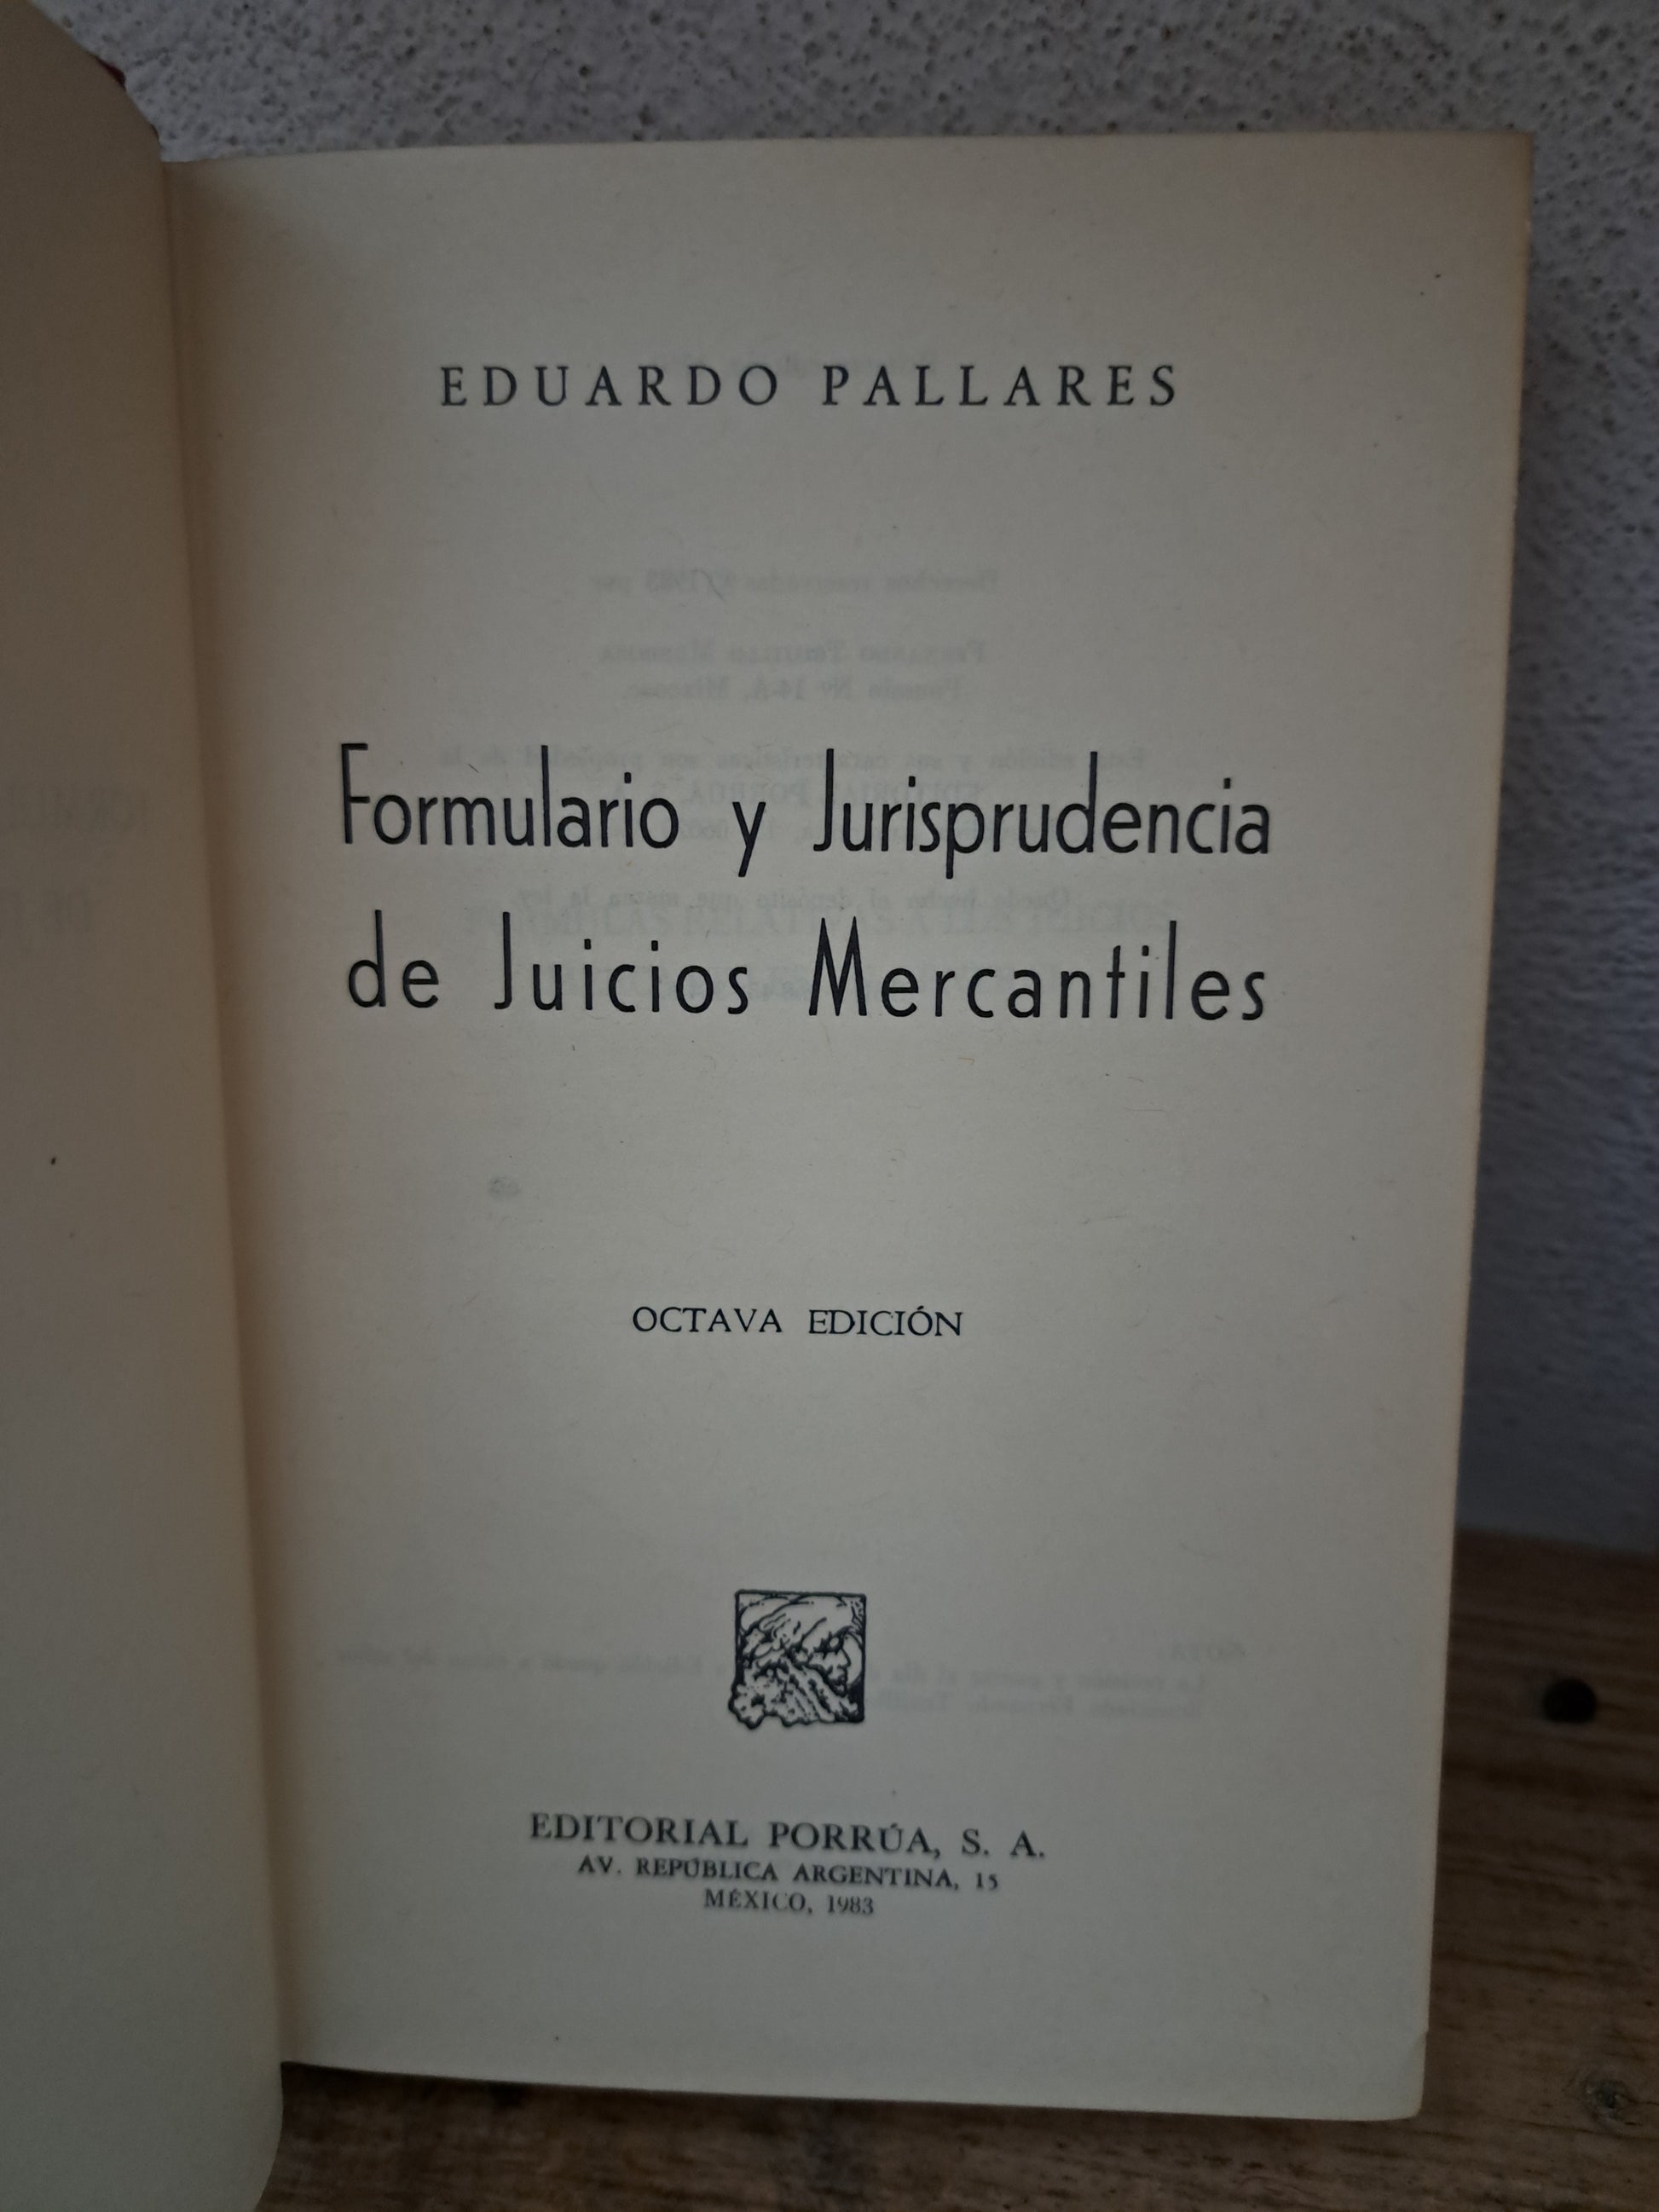 EDUARDO PALLARES
Formulario y Jurisprudencia
de Juicios Mercantiles
OCTAVA EDICIÓN
EDITORIAL PORRÚA, S. A.
AV. REPÚBLICA ARGENTINA, 15
MÉXICO, 1983